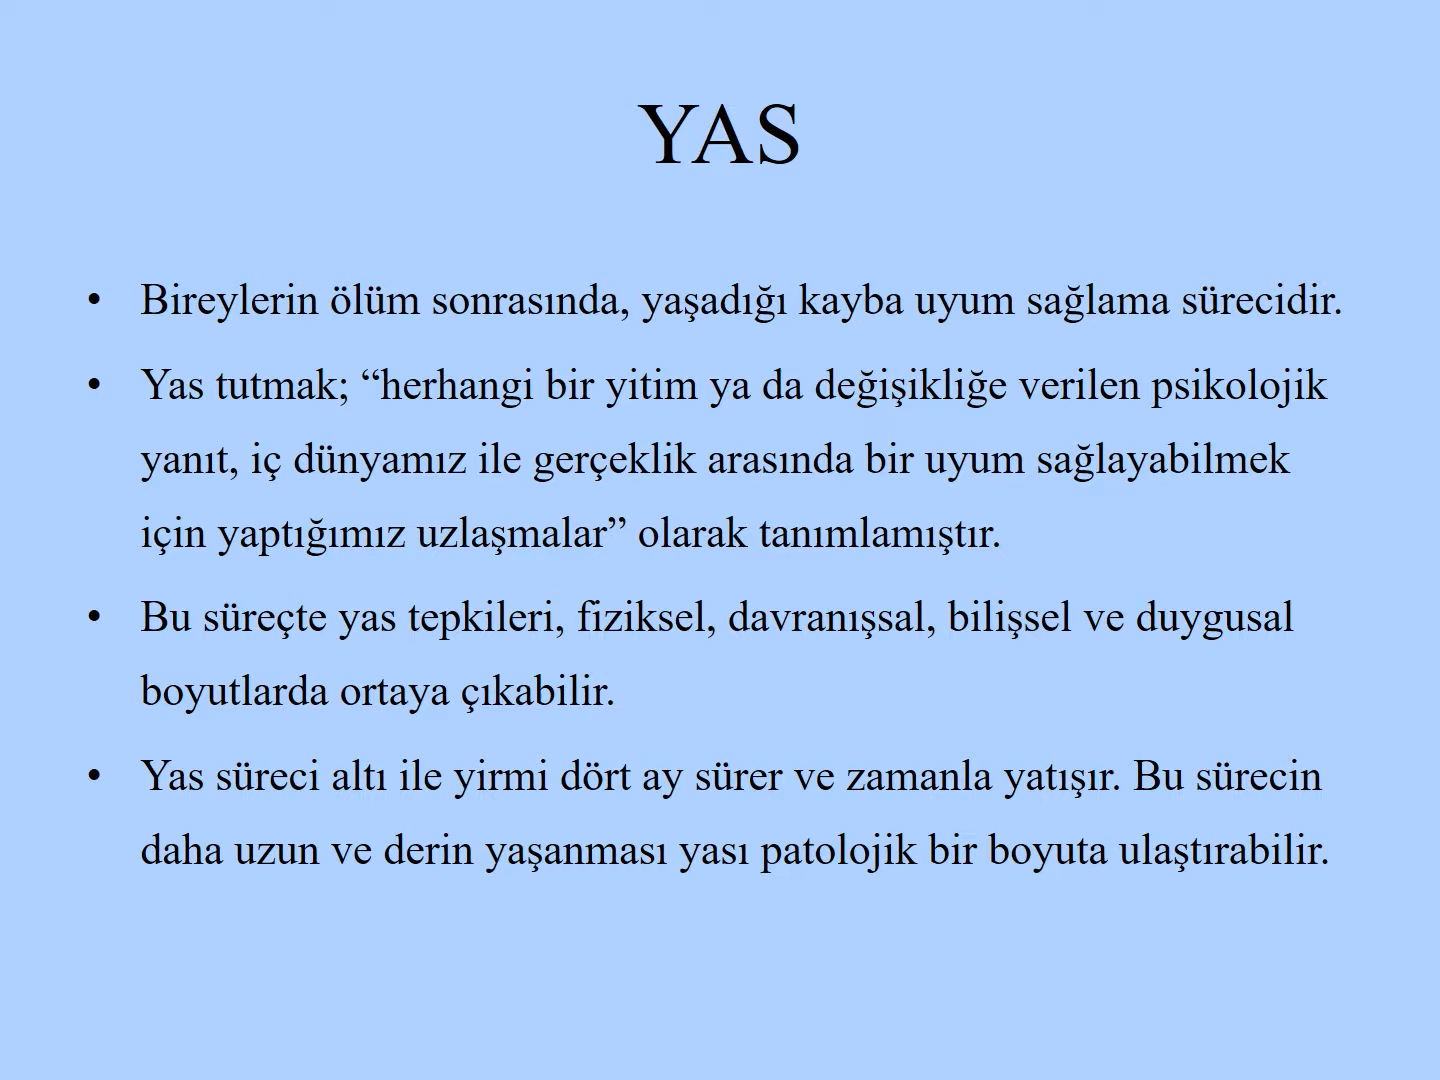 YAS
• Bireylerin ölüm sonrasında, yaşadığı kayba uyum sağlama sürecidir.
• Yas tutmak; “herhangi bir yitim ya da değişikliğe verilen psikolojik
yanıt, iç dünyamız ile gerçeklik arasında bir uyum sağlayabilmek
için yaptığımız uzlaşmalar” olarak tanımlamıştır.
• Bu süreçte yas tepkileri, fiziksel, davranışsal, bilişsel ve duygusal
boyutlarda ortaya çıkabilir.
• Yas süreci altı ile yirmi dört ay sürer ve zamanla yatışır. Bu sürecin
daha uzun ve derin yaşanması yası patolojik bir boyuta ulaştırabilir.